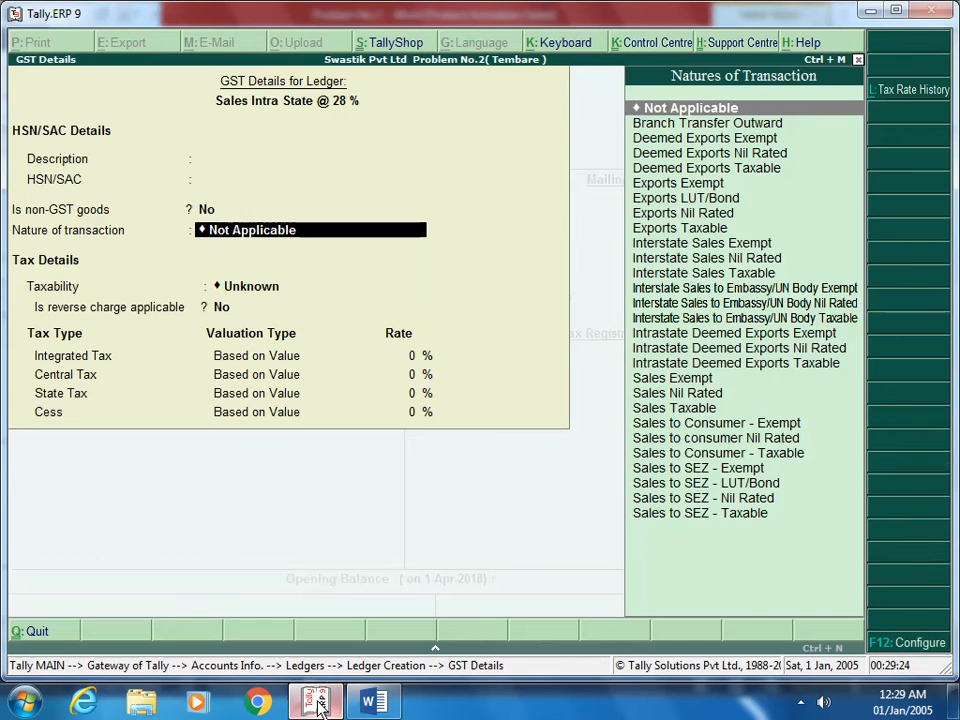 Tally.ERP 9
P: Print
E: Export
M: E-Mail
O: Upload
S: TallyShop
G: Language
K: Keyboard
K: Control Centre
H: Support Centre
H: Help
GST Details
Swastik Pvt Ltd Problem No.2( Tembare )
Ctrl + M
GST Details for Ledger:
Sales Intra State @ 28 %
HSN/SAC Details
Description :
HSN/SAC :
Is non-GST goods ? No
Nature of transaction : ♦ Not Applicable
Tax Details
Taxability : ♦ Unknown
Is reverse charge applicable ? No
Tax Type Valuation Type Rate
Integrated Tax Based on Value 0 %
Central Tax Based on Value 0 %
State Tax Based on Value 0 %
Cess Based on Value 0 %
Mailing
ax Registr
Opening Balance ( on 1 Apr-2018) :
Natures of Transaction
♦ Not Applicable
Branch Transfer Outward
Deemed Exports Exempt
Deemed Exports Nil Rated
Deemed Exports Taxable
Exports Exempt
Exports LUT/Bond
Exports Nil Rated
Exports Taxable
Interstate Sales Exempt
Interstate Sales Nil Rated
Interstate Sales Taxable
Interstate Sales to Embassy/UN Body Exempt
Interstate Sales to Embassy/UN Body Nil Rated
Interstate Sales to Embassy/UN Body Taxable
Intrastate Deemed Exports Exempt
Intrastate Deemed Exports Nil Rated
Intrastate Deemed Exports Taxable
Sales Exempt
Sales Nil Rated
Sales Taxable
Sales to Consumer - Exempt
Sales to consumer Nil Rated
Sales to Consumer - Taxable
Sales to SEZ - Exempt
Sales to SEZ - LUT/Bond
Sales to SEZ - Nil Rated
Sales to SEZ - Taxable
L: Tax Rate History
F12: Configure
Q: Quit
Ctrl + N
Tally MAIN --> Gateway of Tally --> Accounts Info. --> Ledgers --> Ledger Creation --> GST Details
© Tally Solutions Pvt Ltd., 1988-20
Sat, 1 Jan, 2005
00:29:24
12:29 AM
01/Jan/2005